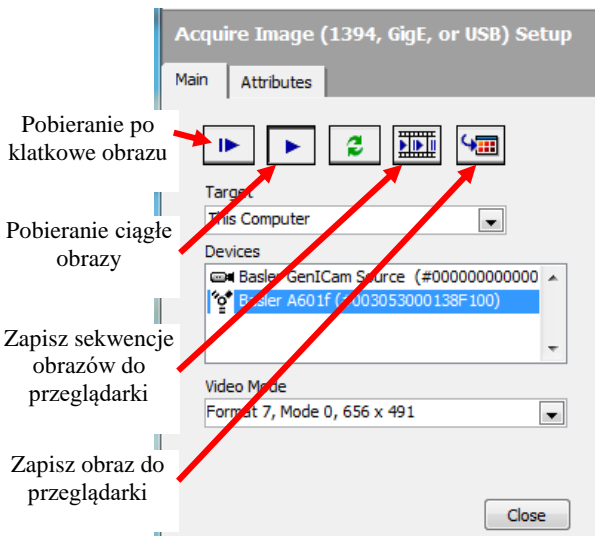 Acquire Image (1394, GigE, or USB) Setup
Main
Attributes
Pobieranie po
klatkowe obrazu
Target
This Computer
Pobieranie ciągłe
obrazy
Devices
Basler GenICam Source (#000000000000
Basler A601f (#003053000138F100)
Zapisz sekwencje
obrazów do
przeglądarki
Video Mode
Format 7, Mode 0, 656 x 491
Zapisz obraz do
przeglądarki
Close